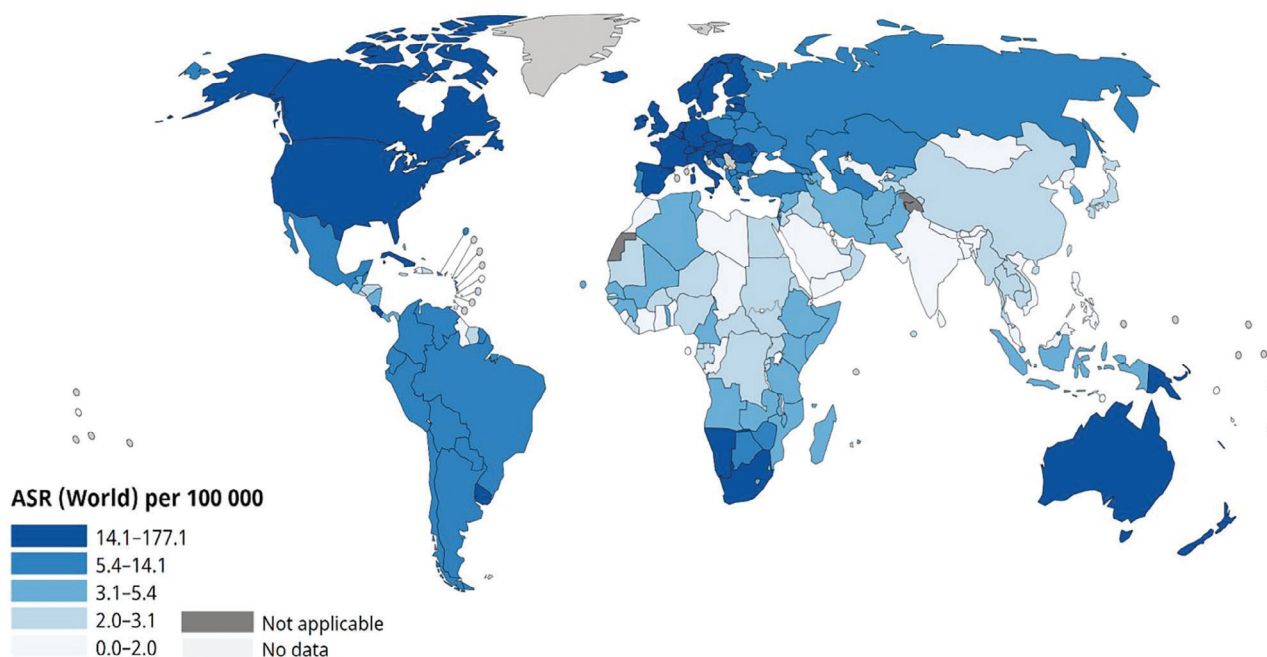 ASR (World) per 100 000
14.1–177.1
5.4–14.1
3.1–5.4
2.0–3.1
0.0–2.0
Not applicable
No data